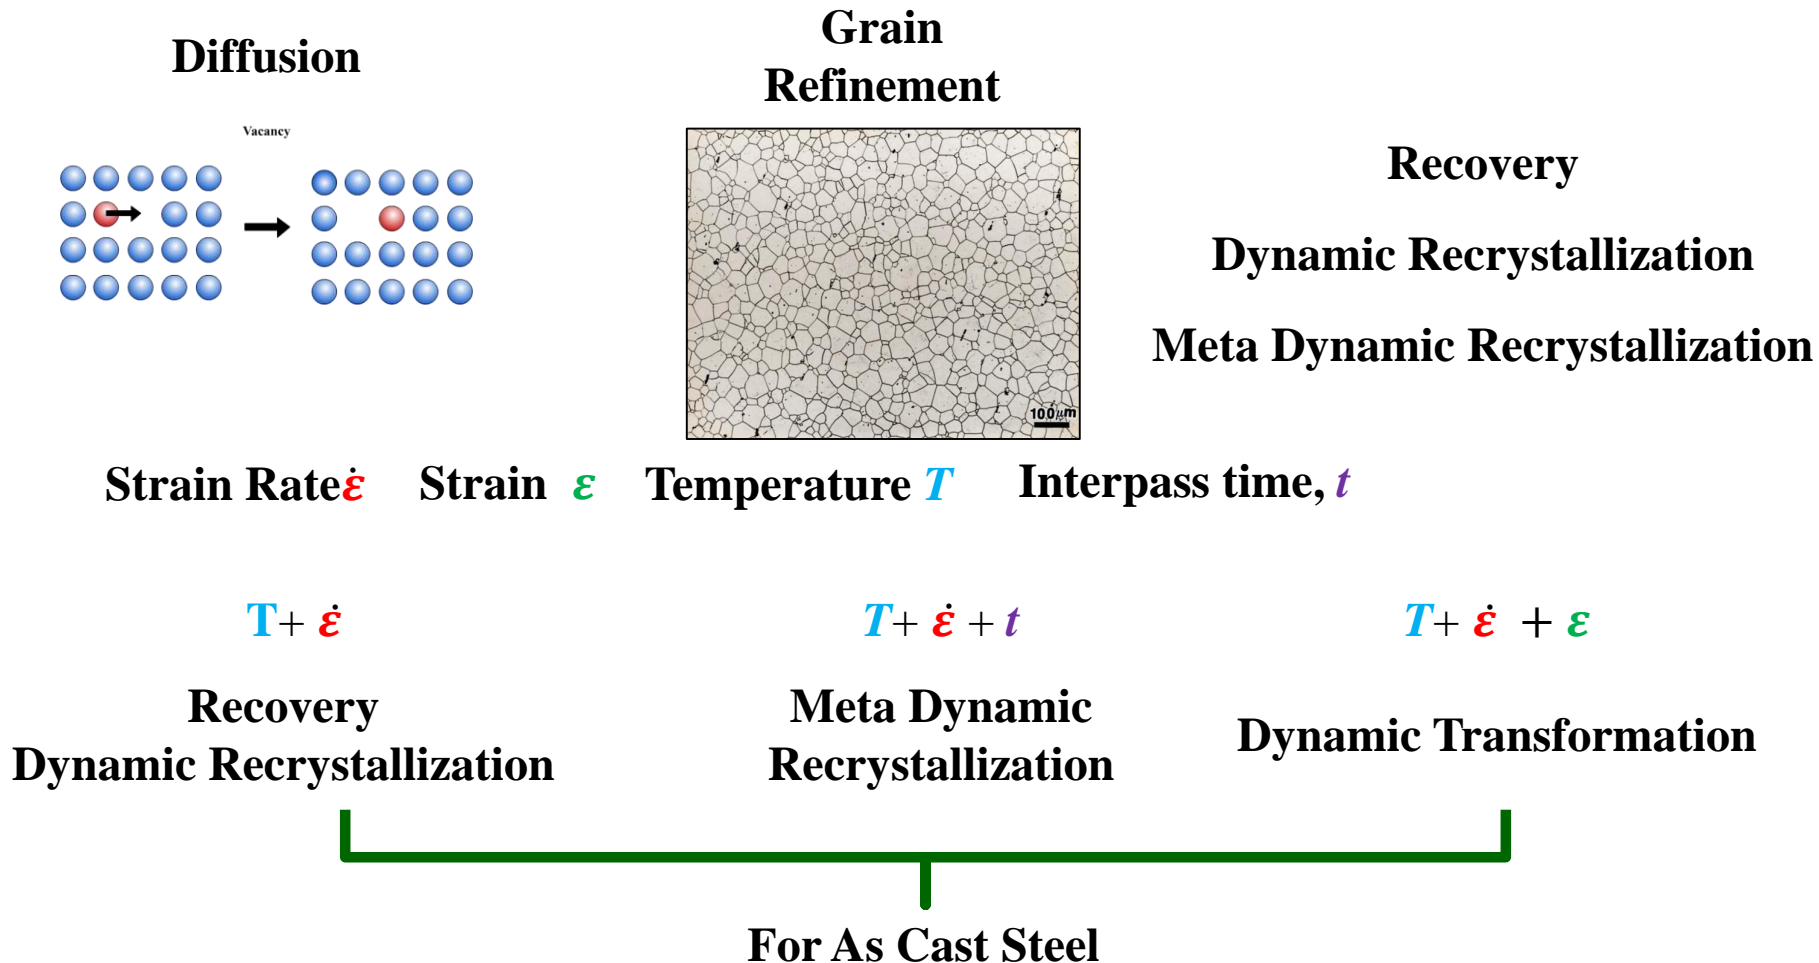 Diffusion
Grain
Refinement
Vacancy
Recovery
Dynamic Recrystallization
Meta Dynamic Recrystallization
100μm
Strain Rate ε̇
Strain ε
Temperature T
Interpass time, t
T+ ε̇
T+ ε̇ + t
T+ ε̇ + ε
Recovery
Dynamic Recrystallization
Meta Dynamic
Recrystallization
Dynamic Transformation
For As Cast Steel